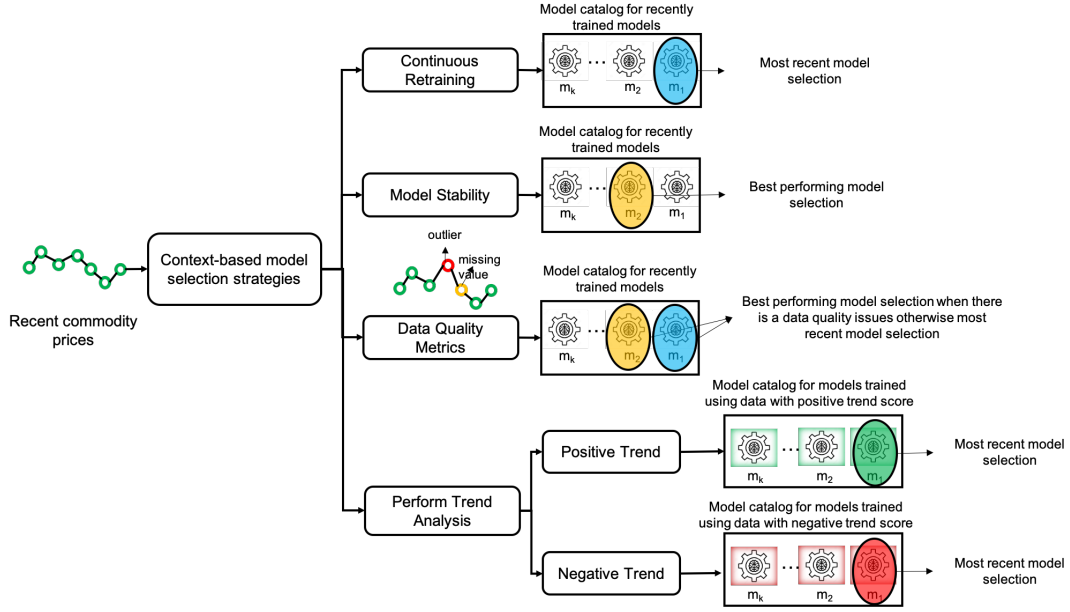 Model catalog for recently
trained models
Continuous
Retraining
mk ... m2 m1
Most recent model
selection
Model catalog for recently
trained models
Model Stability
mk ... m2 m1
Best performing model
selection
outlier
missing
value
Context-based model
selection strategies
Recent commodity
prices
Model catalog for recently
trained models
Data Quality
Metrics
mk ... m2 m1
Best performing model selection when there
is a data quality issues otherwise most
recent model selection
Model catalog for models trained
using data with positive trend score
Positive Trend
mk ... m2 m1
Most recent model
selection
Perform Trend
Analysis
Model catalog for models trained
using data with negative trend score
Negative Trend
mk ... m2 m1
Most recent model
selection